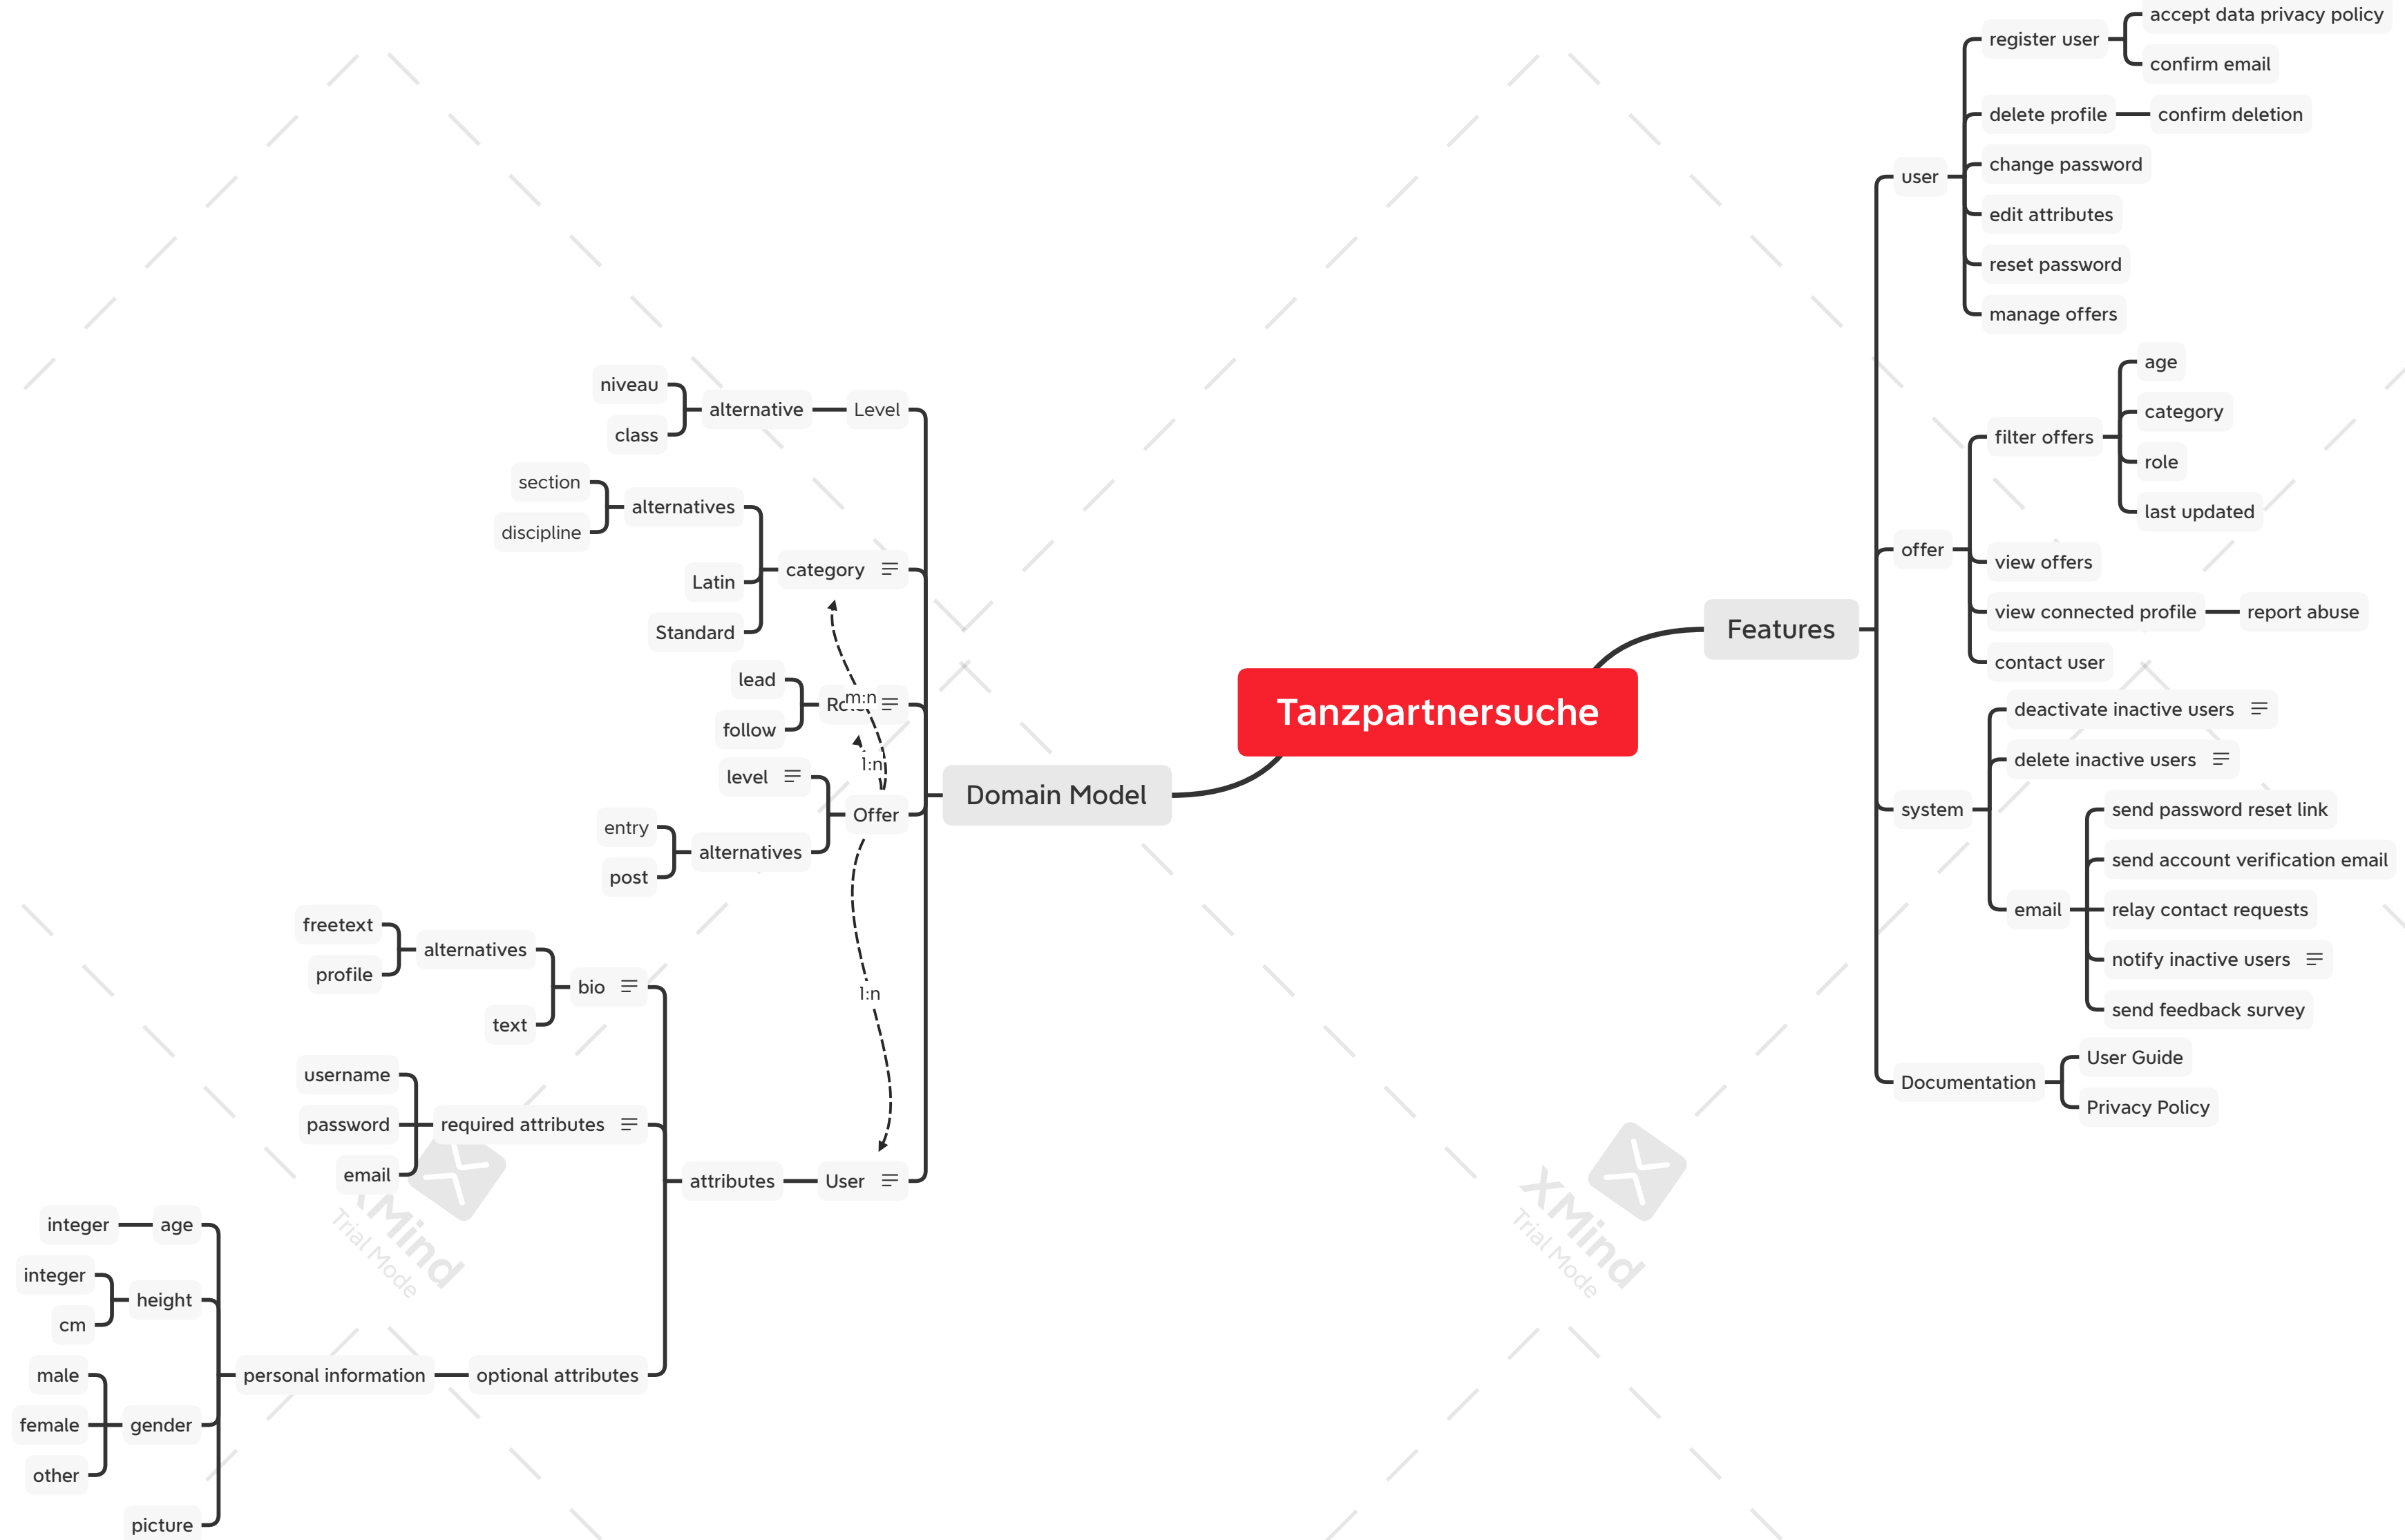 Tanzpartnersuche
Features
user
register user
accept data privacy policy
confirm email
delete profile
confirm deletion
change password
edit attributes
reset password
manage offers
offer
filter offers
age
category
role
last updated
view offers
view connected profile
report abuse
contact user
system
deactivate inactive users
delete inactive users
email
send password reset link
send account verification email
relay contact requests
notify inactive users
send feedback survey
Documentation
User Guide
Privacy Policy
Domain Model
Level
alternative
niveau
class
category
alternatives
section
discipline
Latin
Standard
m:n
lead
follow
1:n
Offer
level
alternatives
entry
post
1:n
User
attributes
bio
alternatives
freetext
profile
text
required attributes
username
password
email
optional attributes
personal information
age
integer
height
integer
cm
gender
male
female
other
picture
XMind
Trial Mode
XMind
Trial Mode